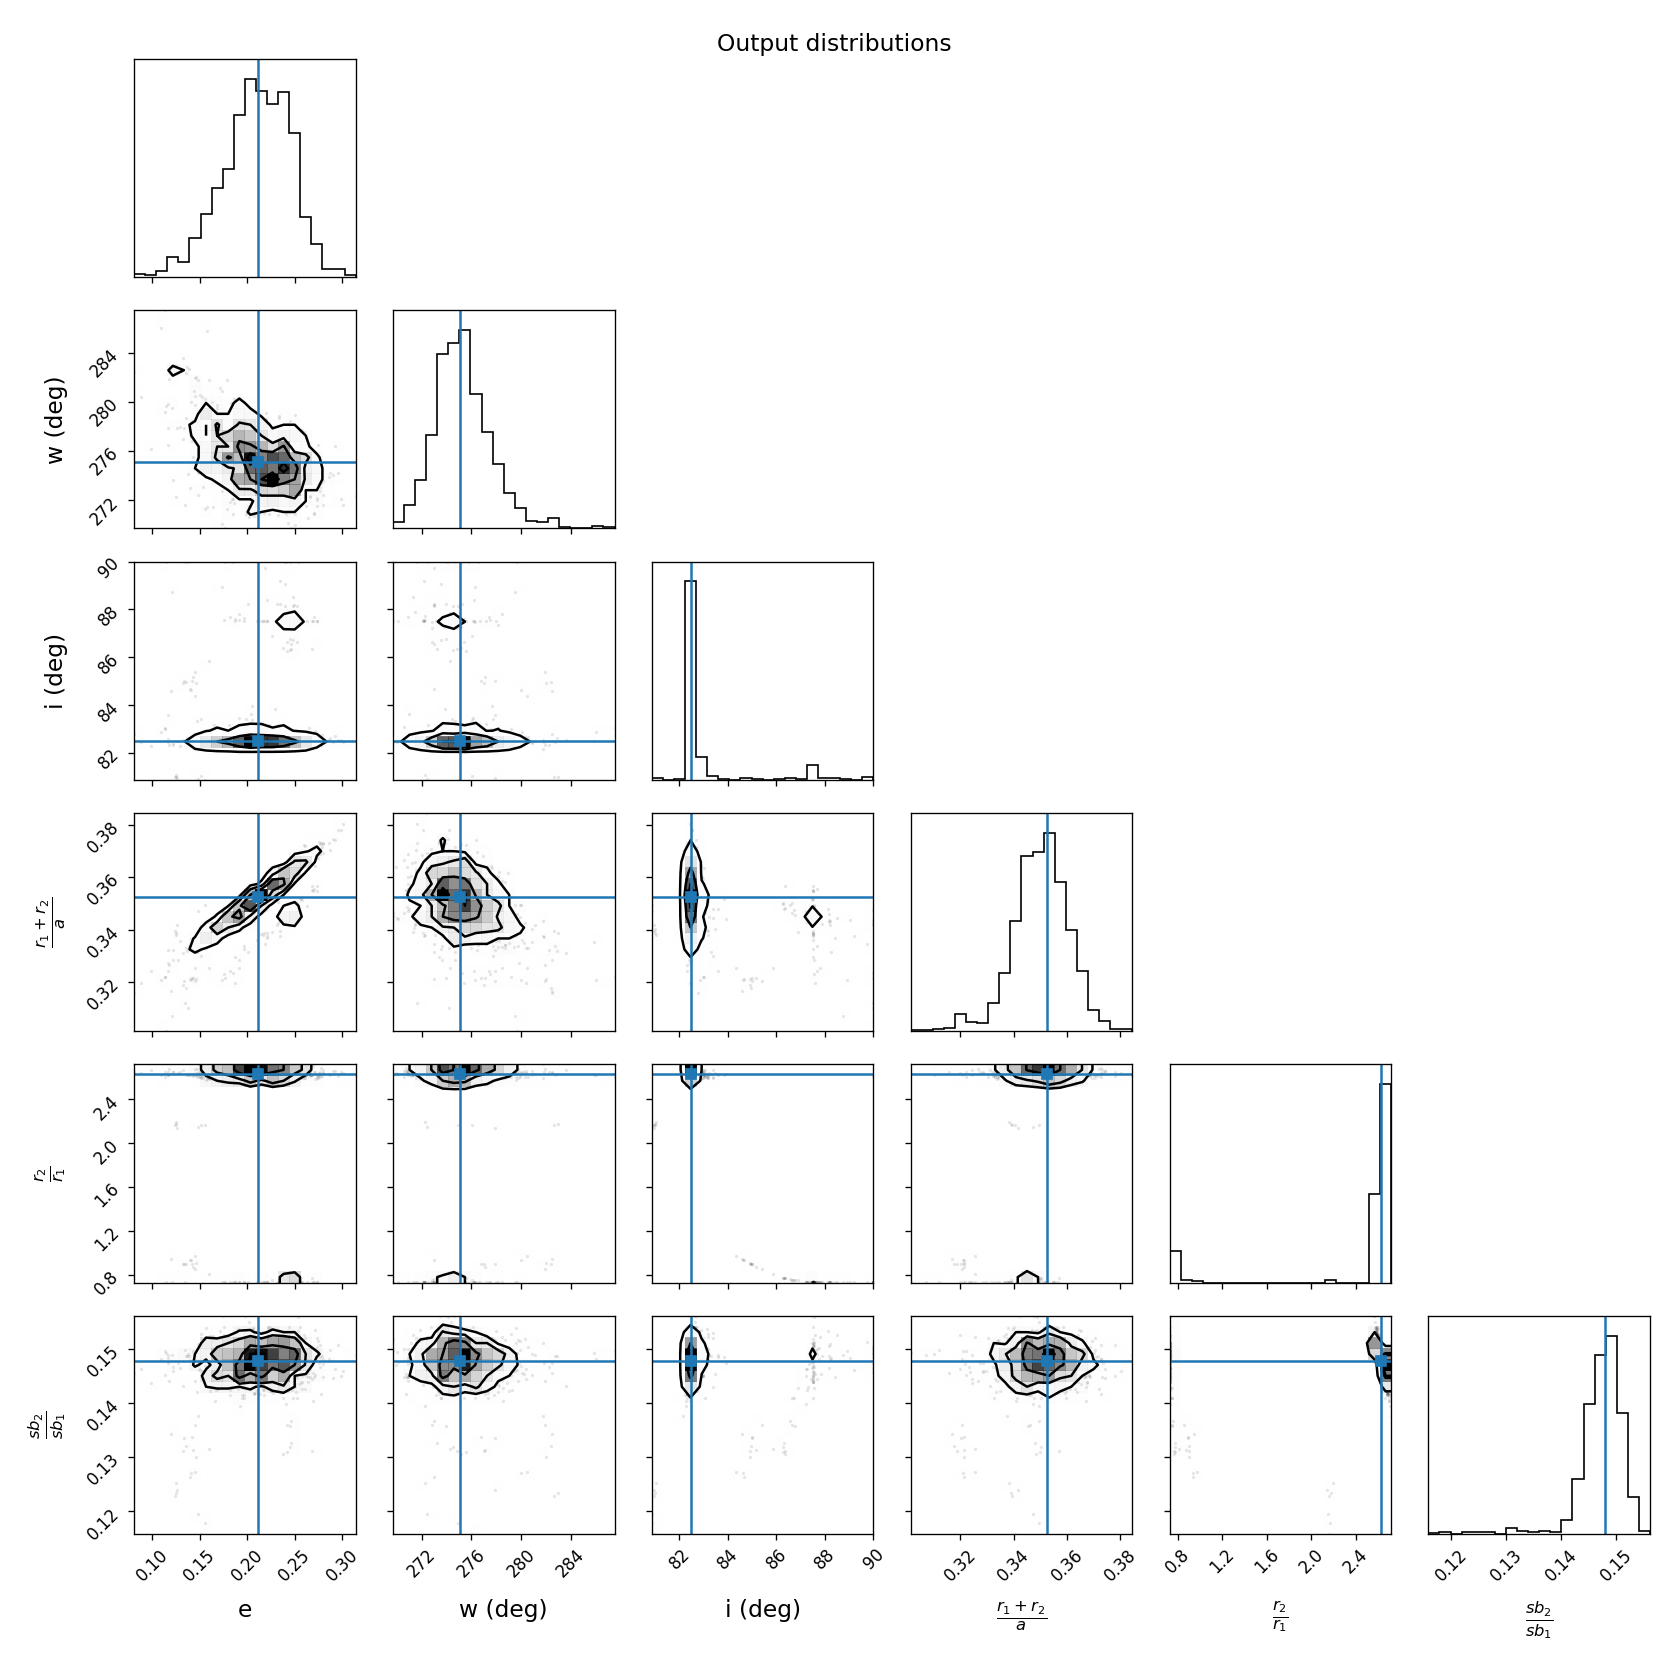 Output distributions
w (deg)
284
280
276
272
i (deg)
90
88
86
84
82
r₁ + r₂
a
0.38
0.36
0.34
0.32
r₂
r₁
2.4
2.0
1.6
1.2
0.8
sb₂
sb₁
0.15
0.14
0.13
0.12
0.10 0.15 0.20 0.25 0.30 272 276 280 284 82 84 86 88 90 0.32 0.34 0.36 0.38 0.8 1.2 1.6 2.0 2.4 0.12 0.13 0.14 0.15
e w (deg) i (deg)
r₁ + r₂ r₂ sb₂
a r₁ sb₁